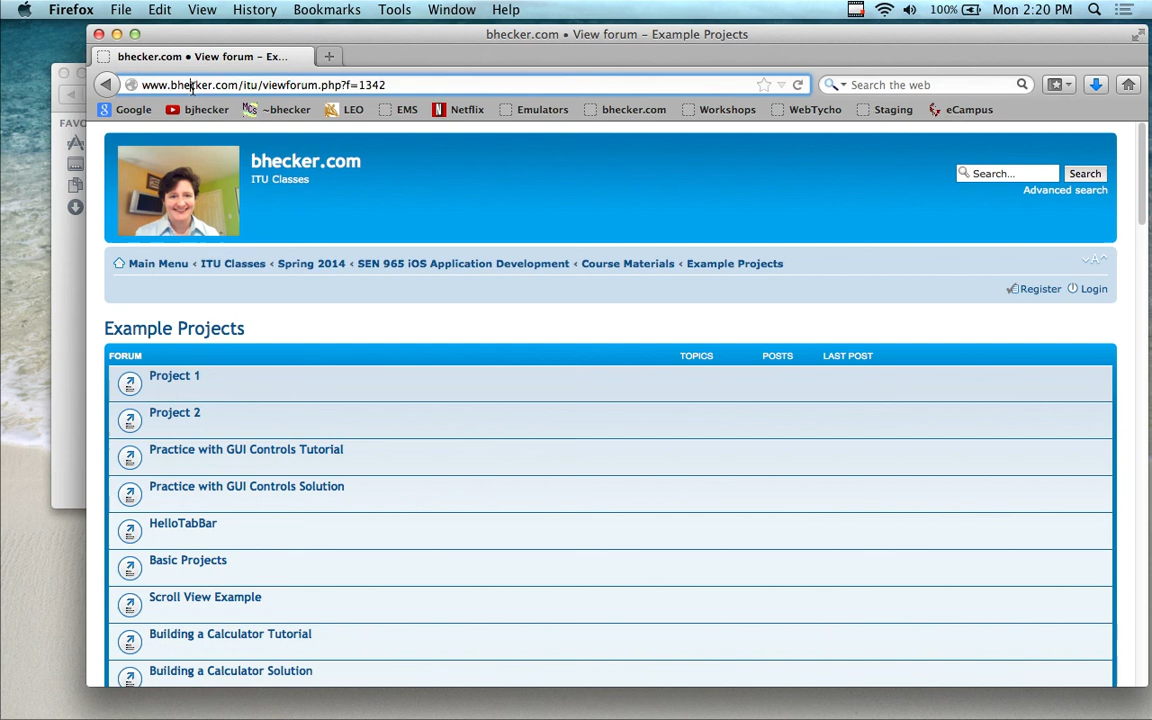 Firefox File Edit View History Bookmarks Tools Window Help 100% Mon 2:20 PM
bhecker.com • View forum – Example Projects
bhecker.com • View forum – Ex...
www.bhecker.com/itu/viewforum.php?f=1342 Search the web
Google bjhecker ~bhecker LEO EMS Netflix Emulators bhecker.com Workshops WebTycho Staging eCampus
FAVO
bhecker.com
ITU Classes
Search... Search
Advanced search
Main Menu ‹ ITU Classes ‹ Spring 2014 ‹ SEN 965 iOS Application Development ‹ Course Materials ‹ Example Projects
Register Login
Example Projects
FORUM TOPICS POSTS LAST POST
Project 1
Project 2
Practice with GUI Controls Tutorial
Practice with GUI Controls Solution
HelloTabBar
Basic Projects
Scroll View Example
Building a Calculator Tutorial
Building a Calculator Solution